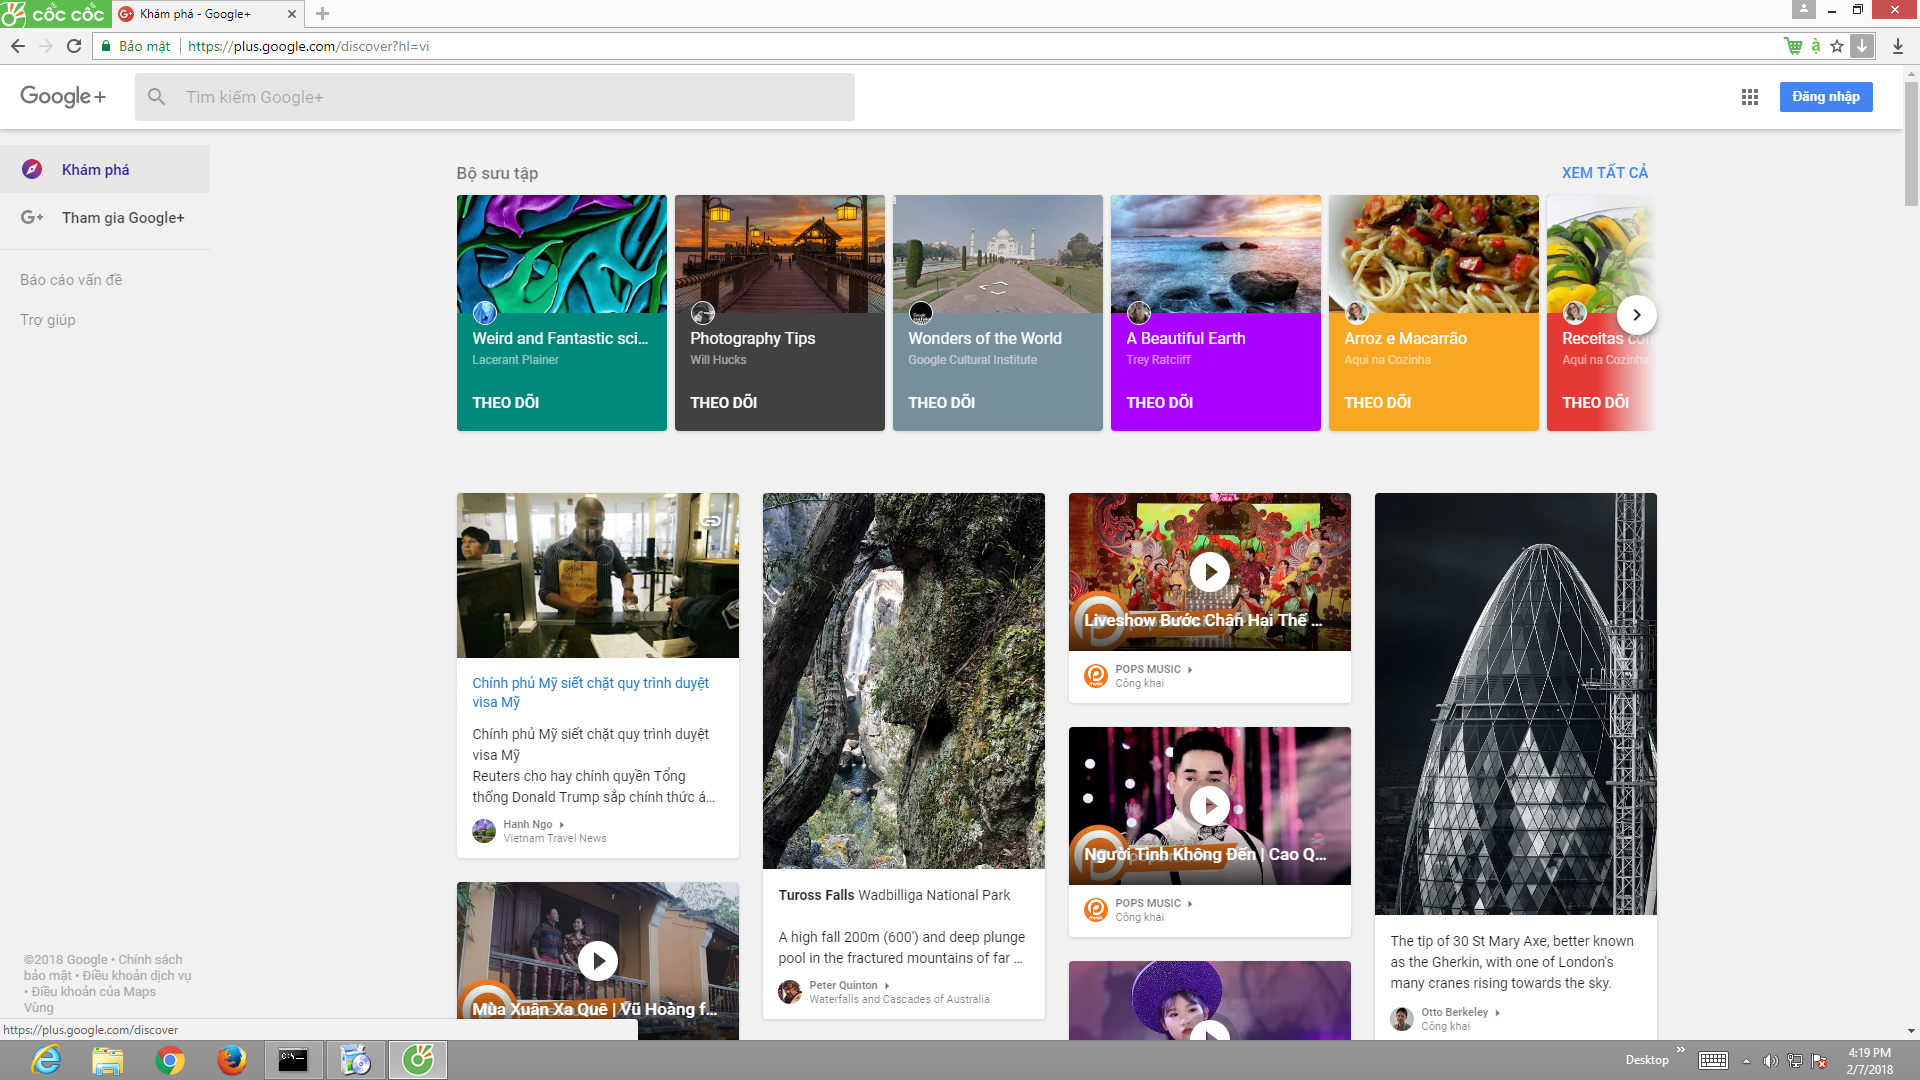 cốc cốc
Khám phá - Google+
Bảo mật
https://plus.google.com/discover?hl=vi
Google+
Tìm kiếm Google+
Đăng nhập
Khám phá
Tham gia Google+
Báo cáo vấn đề
Trợ giúp
Bộ sưu tập
XEM TẤT CẢ
Weird and Fantastic sci...
Lacerant Plainer
THEO DÕI
Photography Tips
Will Hucks
THEO DÕI
Wonders of the World
Google Cultural Institute
THEO DÕI
A Beautiful Earth
Trey Ratcliff
THEO DÕI
Arroz e Macarrão
Aqui na Cozinha
THEO DÕI
Receitas con
Aqui na Cozinha
THEO DÕI
Chính phủ Mỹ siết chặt quy trình duyệt
visa Mỹ
Chính phủ Mỹ siết chặt quy trình duyệt
visa Mỹ
Reuters cho hay chính quyền Tổng
thống Donald Trump sắp chính thức á...
Hanh Ngo
Vietnam Travel News
Mùa Xuân Xa Quê | Vũ Hoàng f...
Tuross Falls Wadbilliga National Park
A high fall 200m (600') and deep plunge
pool in the fractured mountains of far ...
Peter Quinton
Waterfalls and Cascades of Australia
Liveshow Bước Chân Hai Thế ...
POPS MUSIC
Công khai
Người Tình Không Đến | Cao Q...
POPS MUSIC
Công khai
The tip of 30 St Mary Axe, better known
as the Gherkin, with one of London's
many cranes rising towards the sky.
Otto Berkeley
Công khai
©2018 Google • Chính sách
bảo mật • Điều khoản dịch vụ
• Điều khoản của Maps
Vùng
https://plus.google.com/discover
Desktop
4:19 PM
2/7/2018